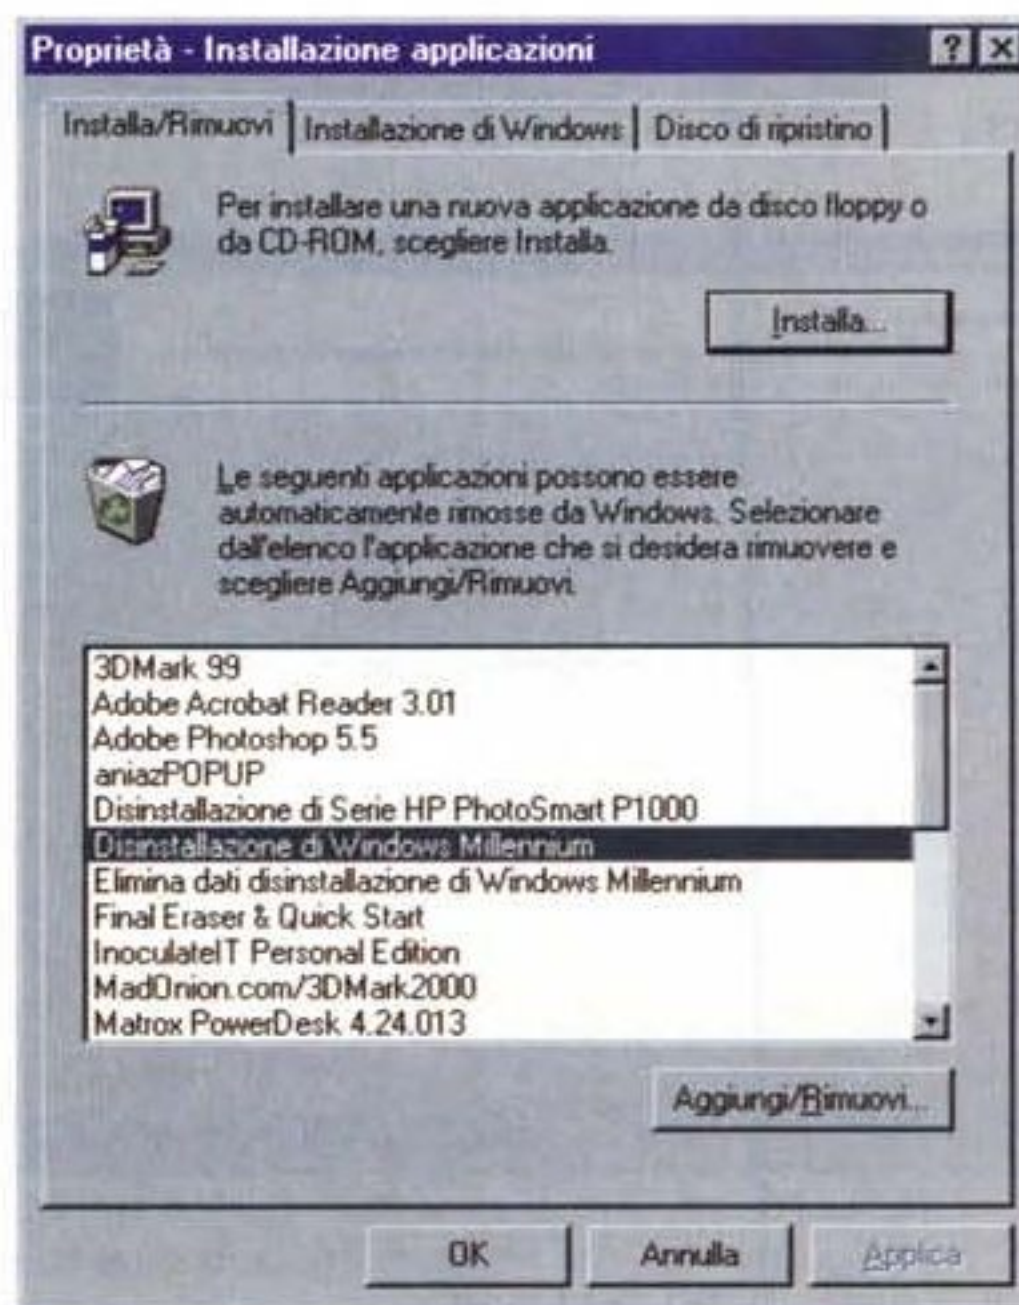 Proprietà - Installazione applicazioni
Installa/Rimuovi
Installazione di Windows
Disco di ripristino
Per installare una nuova applicazione da disco floppy o
da CD-ROM, scegliere Installa.
Installa...
Le seguenti applicazioni possono essere
automaticamente rimosse da Windows. Selezionare
dall'elenco l'applicazione che si desidera rimuovere e
scegliere Aggiungi/Rimuovi.
3DMark 99
Adobe Acrobat Reader 3.01
Adobe Photoshop 5.5
aniazPOPUP
Disinstallazione di Serie HP PhotoSmart P1000
Disinstallazione di Windows Millennium
Elimina dati disinstallazione di Windows Millennium
Final Eraser & Quick Start
InoculateIT Personal Edition
MadOnion.com/3DMark2000
Matrox PowerDesk 4.24.013
Aggiungi/Rimuovi...
OK
Annulla
Applica